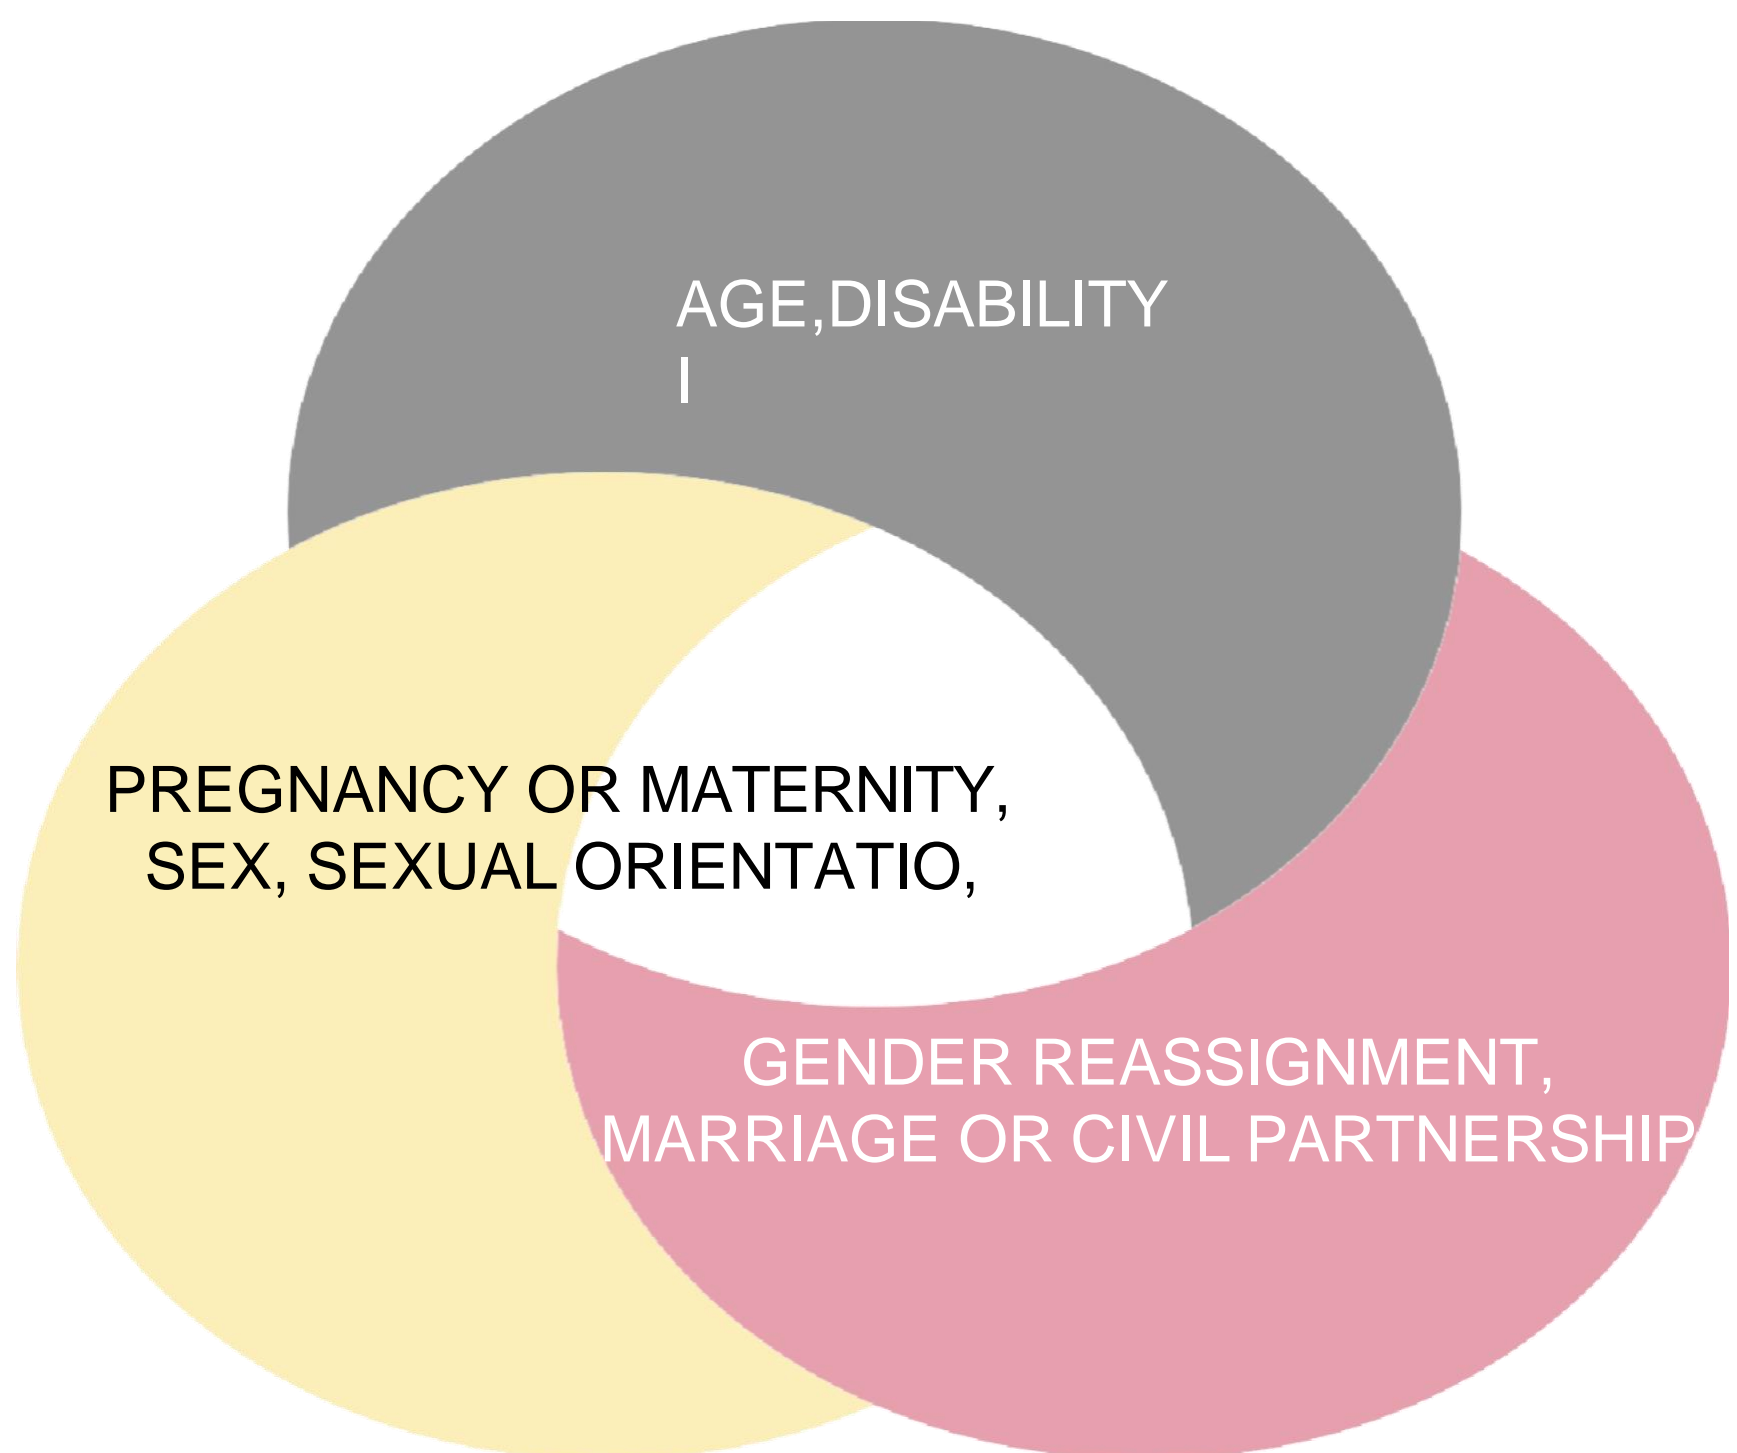 AGE,DISABILITY
I
PREGNANCY OR MATERNITY,
SEX, SEXUAL ORIENTATIO,
GENDER REASSIGNMENT,
MARRIAGE OR CIVIL PARTNERSHIP